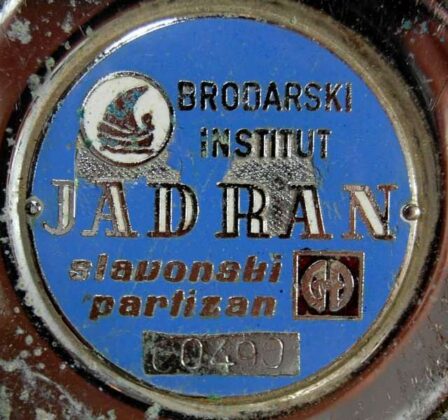 BRODARSKI
INSTITUT
JADRAN
slavonski
partizan